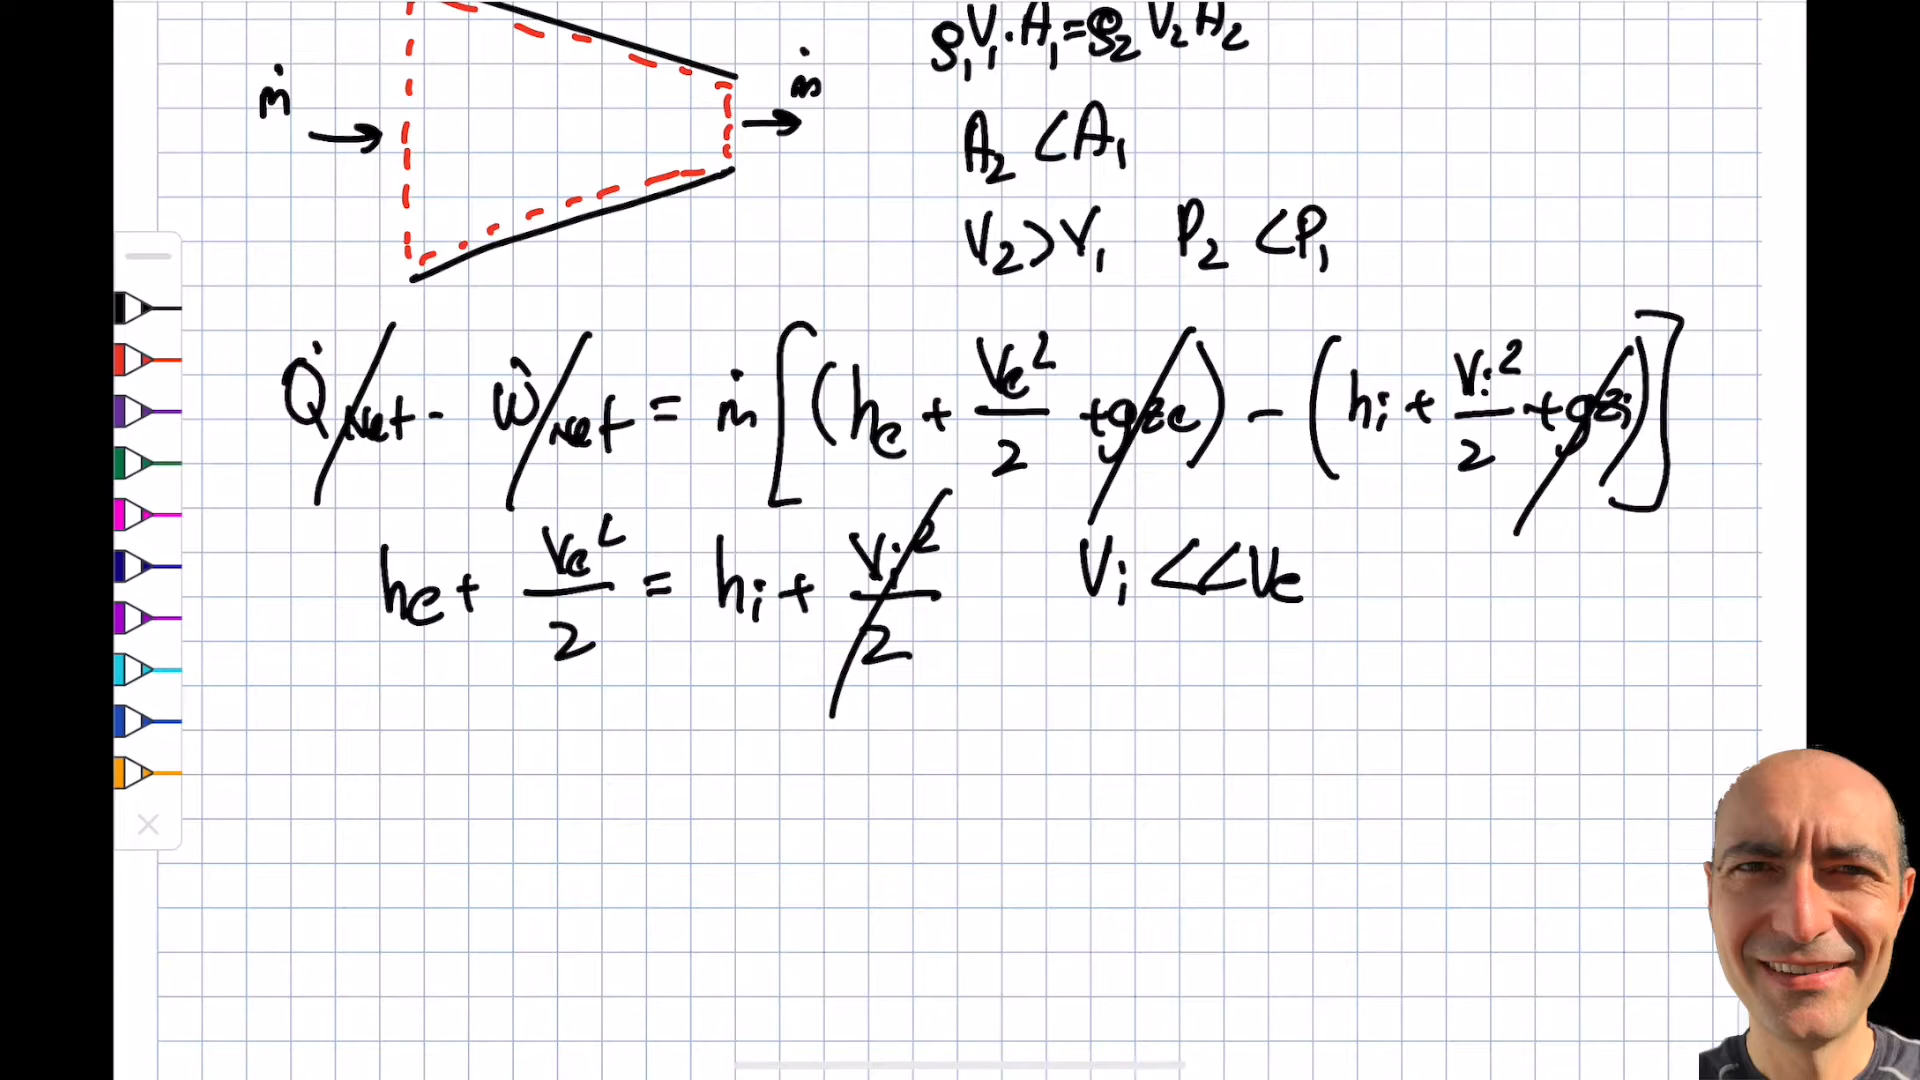 ρ₁V₁·A₁=ρ₂V₂A₂
ṁ
ṁ
A₂<A₁
V₂>V₁ P₂<P₁
Q̇net - Ẇnet = ṁ[(he + Ve²/2 + gze) - (hi + Vi²/2 + gzi)]
he + Ve²/2 = hi + Vi²/2 Vi<<Ve